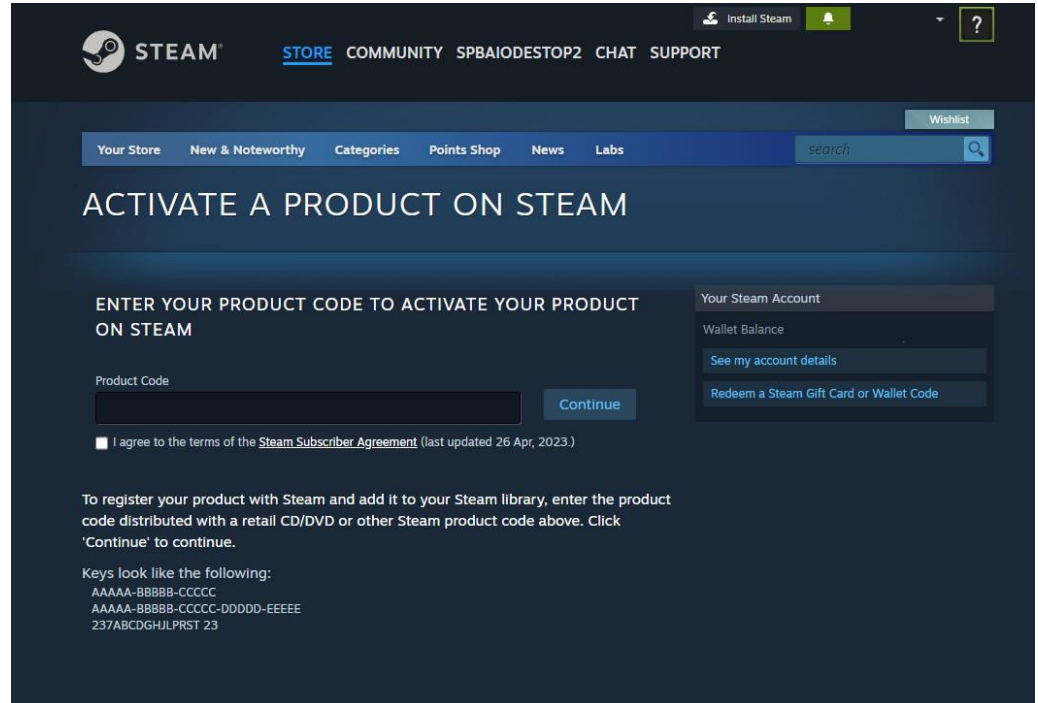 Install Steam
?
STEAM®
STORE COMMUNITY SPBAIODESTOP2 CHAT SUPPORT
Wishlist
Your Store New & Noteworthy Categories Points Shop News Labs search
ACTIVATE A PRODUCT ON STEAM
ENTER YOUR PRODUCT CODE TO ACTIVATE YOUR PRODUCT
ON STEAM
Product Code
Continue
I agree to the terms of the Steam Subscriber Agreement (last updated 26 Apr, 2023.)
To register your product with Steam and add it to your Steam library, enter the product
code distributed with a retail CD/DVD or other Steam product code above. Click
'Continue' to continue.
Keys look like the following:
AAAAA-BBBBB-CCCCC
AAAAA-BBBBB-CCCCC-DDDDD-EEEEE
237ABCDGHJLPRST 23
Your Steam Account
Wallet Balance
See my account details
Redeem a Steam Gift Card or Wallet Code